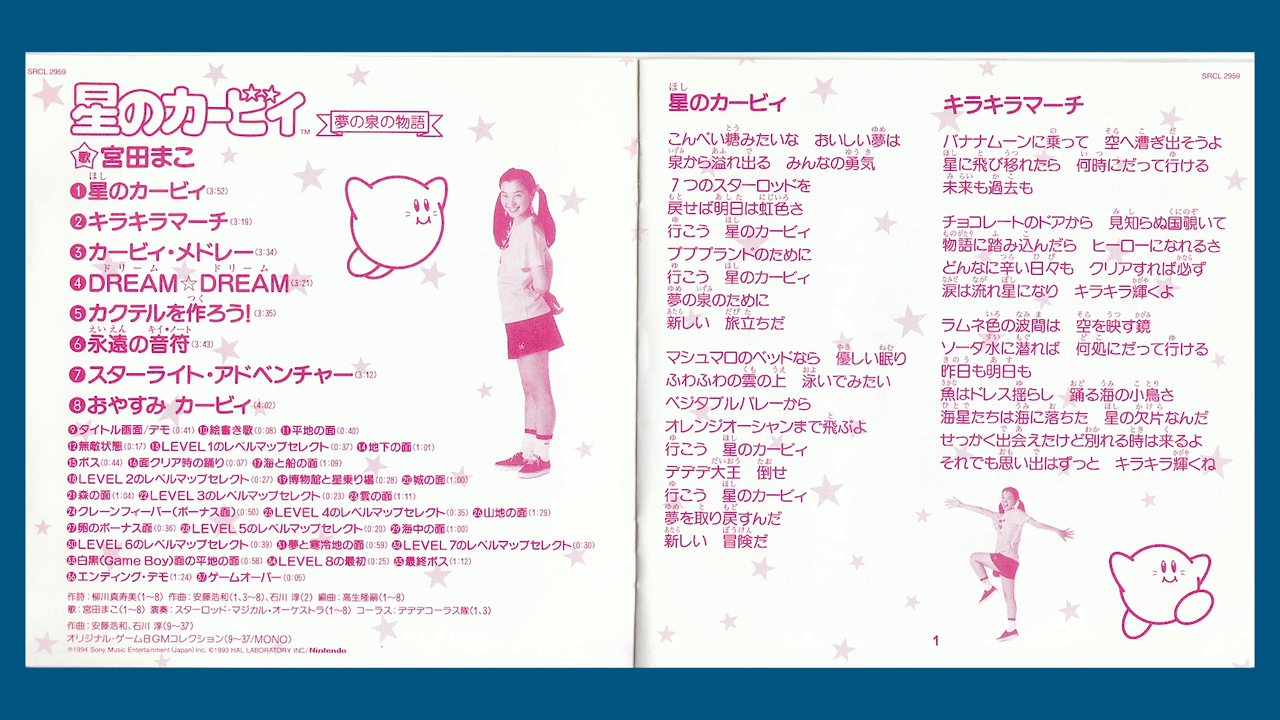 SRCL 2959
星のカービィ™
夢の泉の物語
歌 宮田まこ
❶星のカービィ(3:52)
❷キラキラマーチ(3:19)
❸カービィ・メドレー(3:34)
❹DREAM☆DREAM(3:21)
❺カクテルを作ろう!(3:35)
❻永遠の音符(3:43)
❼スターライト・アドベンチャー(3:12)
❽おやすみ カービィ(4:02)
❾タイトル画面/デモ(0:41) ❿絵書き歌(0:08) ⓫平地の面(0:40)
⓬無敵状態(0:17) ⓭LEVEL 1のレベルマップセレクト(0:37) ⓮地下の面(1:01)
⓯ボス(0:44) ⓰面クリア時の踊り(0:07) ⓱海と船の面(1:09)
⓲LEVEL 2のレベルマップセレクト(0:27) ⓳博物館と星乗り場(0:28) ⓴城の面(1:00)
㉑森の面(1:04) ㉒LEVEL 3のレベルマップセレクト(0:23) ㉓雲の面(1:11)
㉔クレーンフィーバー(ボーナス面)(0:50) ㉕LEVEL 4のレベルマップセレクト(0:35) ㉖山地の面(1:29)
㉗卵のボーナス面(0:36) ㉘LEVEL 5のレベルマップセレクト(0:20) ㉙海中の面(1:00)
㉚LEVEL 6のレベルマップセレクト(0:39) ㉛夢と寒冷地の面(0:59) ㉜LEVEL 7のレベルマップセレクト(0:30)
㉝白黒(Game Boy)面の平地の面(0:58) ㉞LEVEL 8の最初(0:25) ㉟最終ボス(1:12)
㊱エンディング・デモ(1:24) ㊲ゲームオーバー(0:05)
作詩：柳川真寿美(1〜8) 作曲：安藤浩和(1、3〜8)、石川 淳(2) 編曲：高生隆嗣(1〜8)
歌：宮田まこ(1〜8) 演奏：スターロッド・マジカル・オーケストラ(1〜8) コーラス：デデデコーラス隊(1、3)
作曲：安藤浩和、石川 淳(9〜37)
オリジナル・ゲームBGMコレクション(9〜37/MONO)
℗1994 Sony Music Entertainment (Japan) Inc. ©1993 HAL LABORATORY INC./Nintendo
星のカービィ
こんぺい糖みたいな　おいしい夢は
泉から溢れ出る　みんなの勇気
７つのスターロッドを
戻せば明日は虹色さ
行こう　星のカービィ
プププランドのために
行こう　星のカービィ
夢の泉のために
新しい　旅立ちだ
マシュマロのベッドなら　優しい眠り
ふわふわの雲の上　泳いでみたい
ベジタブルバレーから
オレンジオーシャンまで飛ぶよ
行こう　星のカービィ
デデデ大王　倒せ
行こう　星のカービィ
夢を取り戻すんだ
新しい　冒険だ
SRCL 2959
キラキラマーチ
バナナムーンに乗って　空へ漕ぎ出そうよ
星に飛び移れたら　何時にだって行ける
未来も過去も
チョコレートのドアから　見知らぬ国覗いて
物語に踏み込んだら　ヒーローになれるさ
どんなに辛い日々も　クリアすれば必ず
涙は流れ星になり　キラキラ輝くよ
ラムネ色の波間は　空を映す鏡
ソーダ水に潜れば　何処にだって行ける
昨日も明日も
魚はドレス揺らし　踊る海の小鳥さ
海星たちは海に落ちた　星の欠片なんだ
せっかく出会えたけど別れる時は来るよ
それでも思い出はずっと　キラキラ輝くね
1